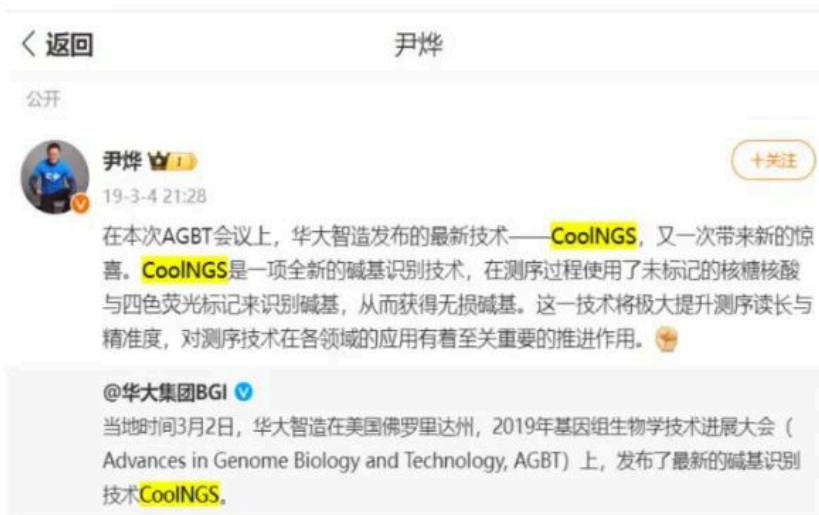 < 返回
尹烨
公开
尹烨
1
+关注
19-3-4 21:28
在本次AGBT会议上，华大智造发布的最新技术——CoolNGS，又一次带来新的惊
喜。CoolNGS是一项全新的碱基识别技术，在测序过程使用了未标记的核糖核酸
与四色荧光标记来识别碱基，从而获得无损碱基。这一技术将极大提升测序读长与
精准度，对测序技术在各领域的应用有着至关重要的推进作用。
@华大集团BGI
当地时间3月2日，华大智造在美国佛罗里达州，2019年基因组生物学技术进展大会（
Advances in Genome Biology and Technology, AGBT）上，发布了最新的碱基识别
技术CoolNGS。